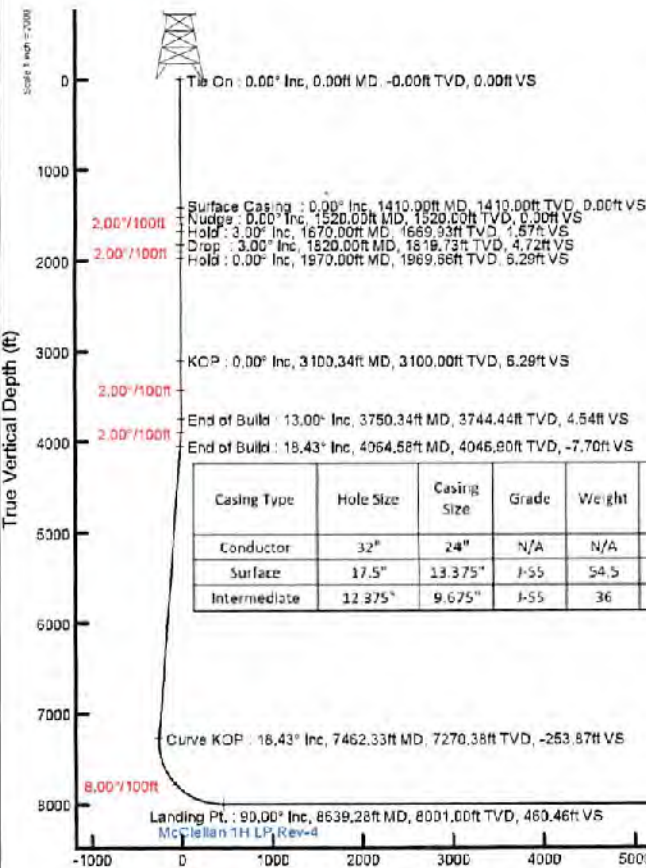 Scale 1 inch = 2000
0
Tie On : 0.00° Inc, 0.00ft MD, -0.00ft TVD, 0.00ft VS
1000
Surface Casing : 0.00° Inc, 1410.00ft MD, 1410.00ft TVD, 0.00ft VS
Nudge : 0.00° Inc, 1520.00ft MD, 1520.00ft TVD, 0.00ft VS
2.00°/100ft
Hold : 3.00° Inc, 1670.00ft MD, 1669.93ft TVD, 1.57ft VS
Drop : 3.00° Inc, 1820.00ft MD, 1819.73ft TVD, 4.72ft VS
2.00°/100ft
Hold : 0.00° Inc, 1970.00ft MD, 1969.66ft TVD, 6.29ft VS
2000
3000
KOP : 0.00° Inc, 3100.34ft MD, 3100.00ft TVD, 6.29ft VS
2.00°/100ft
End of Build : 13.00° Inc, 3750.34ft MD, 3744.44ft TVD, 4.54ft VS
2.00°/100ft
4000
End of Build : 18.43° Inc, 4064.58ft MD, 4046.90ft TVD, -7.70ft VS
True Vertical Depth (ft)
Casing Type Hole Size Casing Size Grade Weight
Conductor 32" 24" N/A N/A
Surface 17.5" 13.375" J-55 54.5
Intermediate 12.375" 9.675" J-55 36
5000
6000
7000
Curve KOP : 18.43° Inc, 7462.33ft MD, 7270.38ft TVD, -253.87ft VS
8.00°/100ft
8000
Landing Pt. : 90.00° Inc, 8639.28ft MD, 8001.00ft TVD, 460.46ft VS
McClellan 1H LP Rev-4
-1000 0 1000 2000 3000 4000 5000